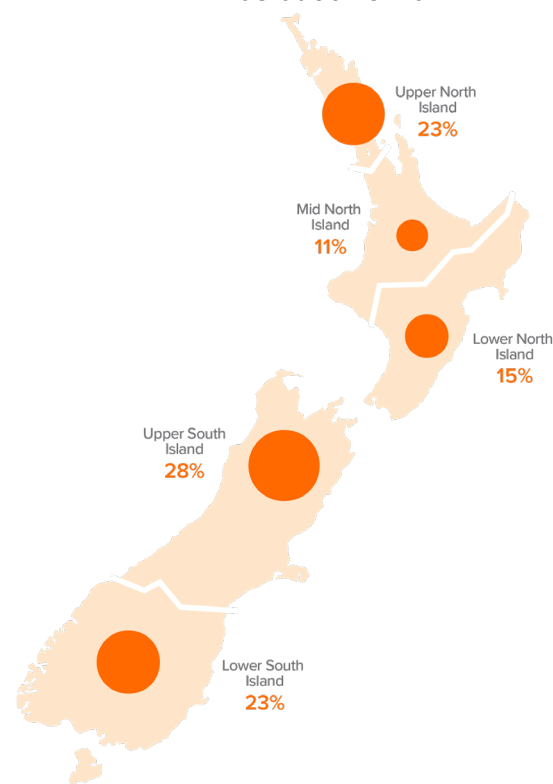 Upper North
Island
23%
Mid North
Island
11%
Lower North
Island
15%
Upper South
Island
28%
Lower South
Island
23%